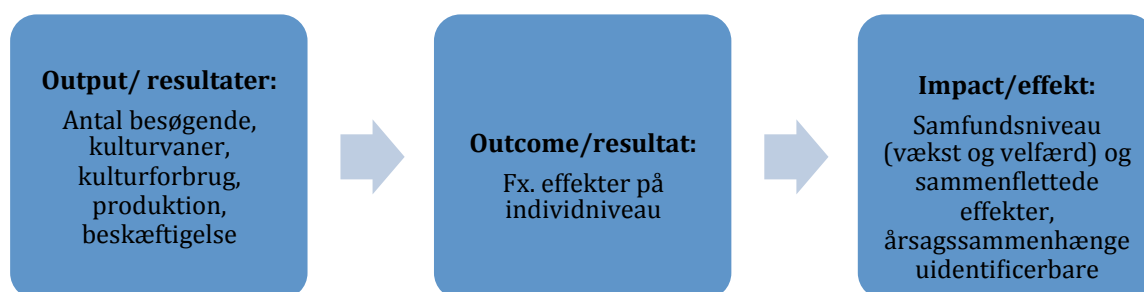 Output/ resultater:
Antal besøgende,
kulturvaner,
kulturforbrug,
produktion,
beskæftigelse
Outcome/resultat:
Fx. effekter på
individniveau
Impact/effekt:
Samfundsniveau
(vækst og velfærd) og
sammenflettede
effekter,
årsagssammenhænge
uidentificerbare